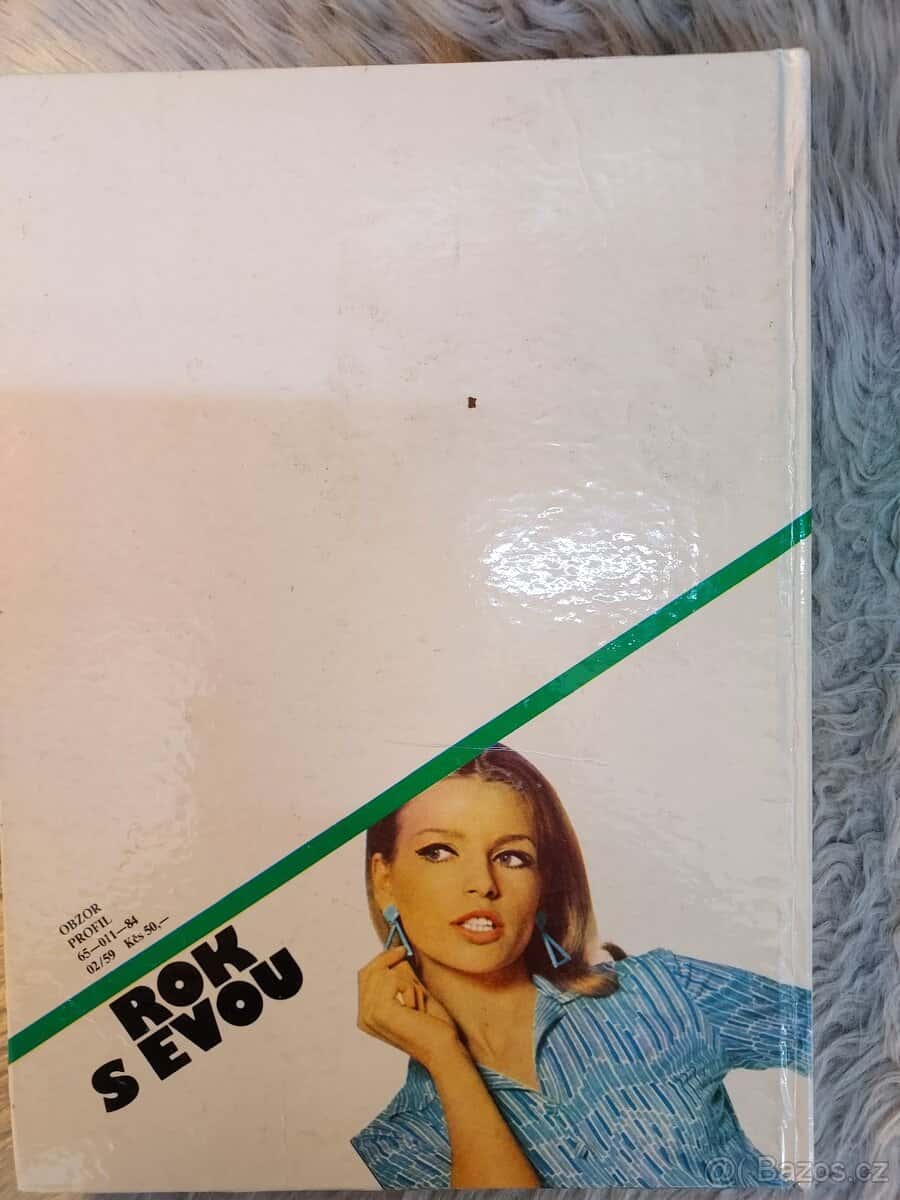 OBZOR
PROFIL
65—011—84
02/59 Kčs 50,—
ROK
S EVOU
@ Bazos.cz